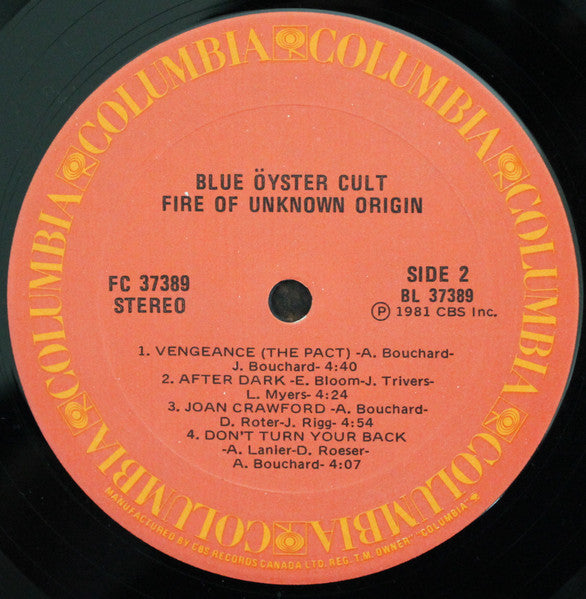 COLUMBIA COLUMBIA COLUMBIA COLUMBIA COLUMBIA COLUMBIA
BLUE ÖYSTER CULT
FIRE OF UNKNOWN ORIGIN
FC 37389
STEREO
SIDE 2
BL 37389
Ⓟ 1981 CBS Inc.
1. VENGEANCE (THE PACT) -A. Bouchard-
J. Bouchard- 4:40
2. AFTER DARK -E. Bloom-J. Trivers-
L. Myers- 4:24
3. JOAN CRAWFORD -A. Bouchard-
D. Roter-J. Rigg- 4:54
4. DON'T TURN YOUR BACK
-A. Lanier-D. Roeser-
A. Bouchard- 4:07
MANUFACTURED BY CBS RECORDS CANADA LTD. REG. T.M. OWNER "COLUMBIA"